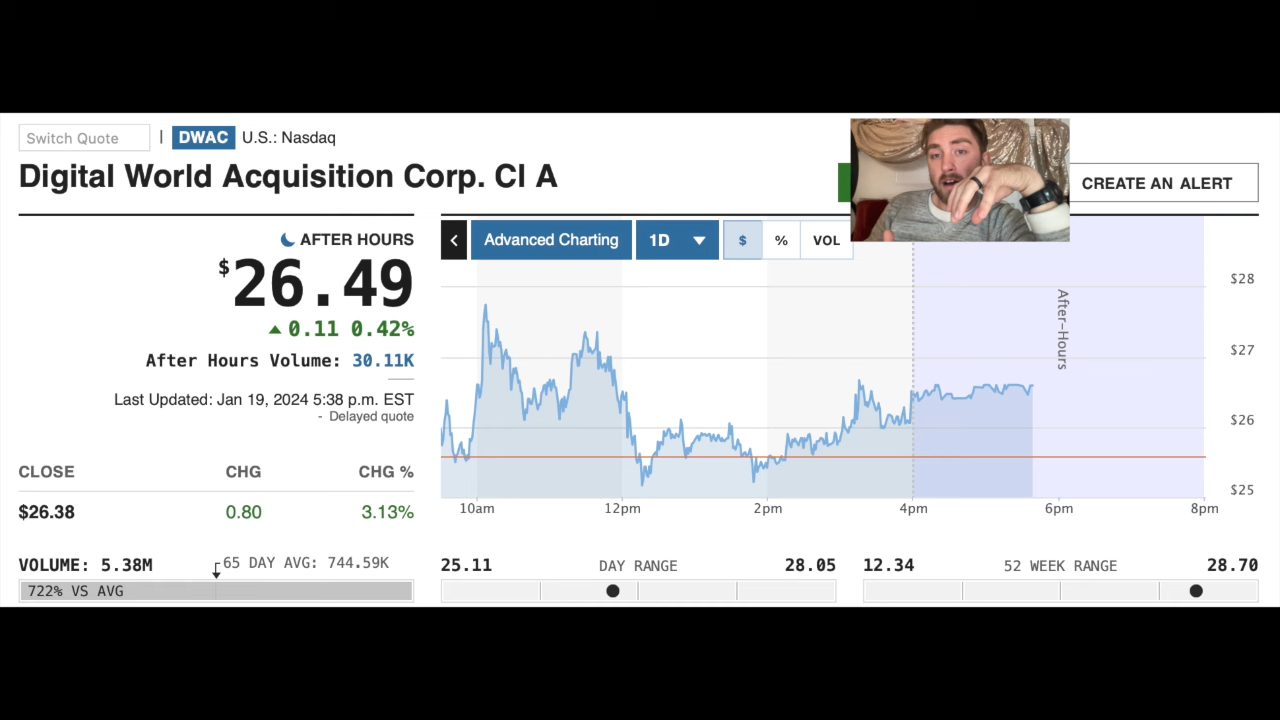 Switch Quote | DWAC U.S.: Nasdaq
Digital World Acquisition Corp. Cl A
CREATE AN ALERT
AFTER HOURS
$26.49
0.11 0.42%
After Hours Volume: 30.11K
Last Updated: Jan 19, 2024 5:38 p.m. EST
- Delayed quote
CLOSE CHG CHG %
$26.38 0.80 3.13%
VOLUME: 5.38M 65 DAY AVG: 744.59K
722% VS AVG
Advanced Charting 1D $ % VOL
After-Hours
$28
$27
$26
$25
10am 12pm 2pm 4pm 6pm 8pm
25.11 DAY RANGE 28.05
12.34 52 WEEK RANGE 28.70